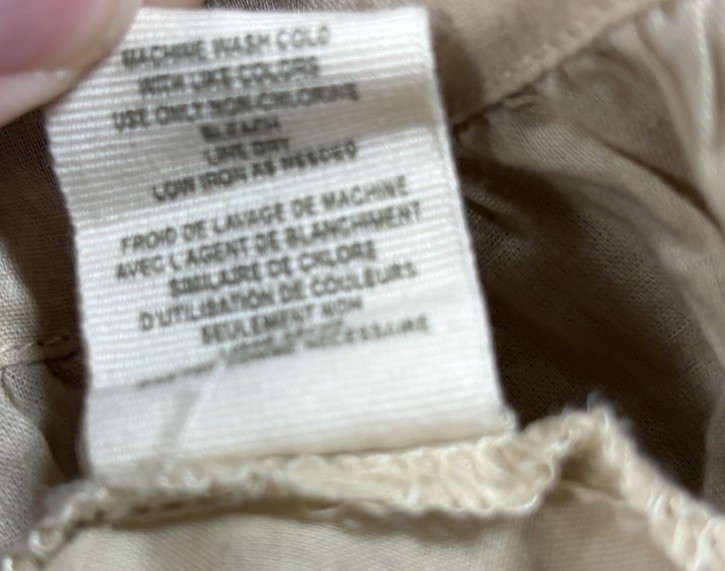 MACHINE WASH COLD
WITH LIKE COLORS
USE ONLY NON-CHLORINE
BLEACH
LINE DRY
LOW IRON AS NEEDED
FROID DE LAVAGE DE MACHINE
AVEC L'AGENT DE BLANCHIMENT
SIMILAIRE DE CHLORE
D'UTILISATION DE COULEURS
SEULEMENT NON